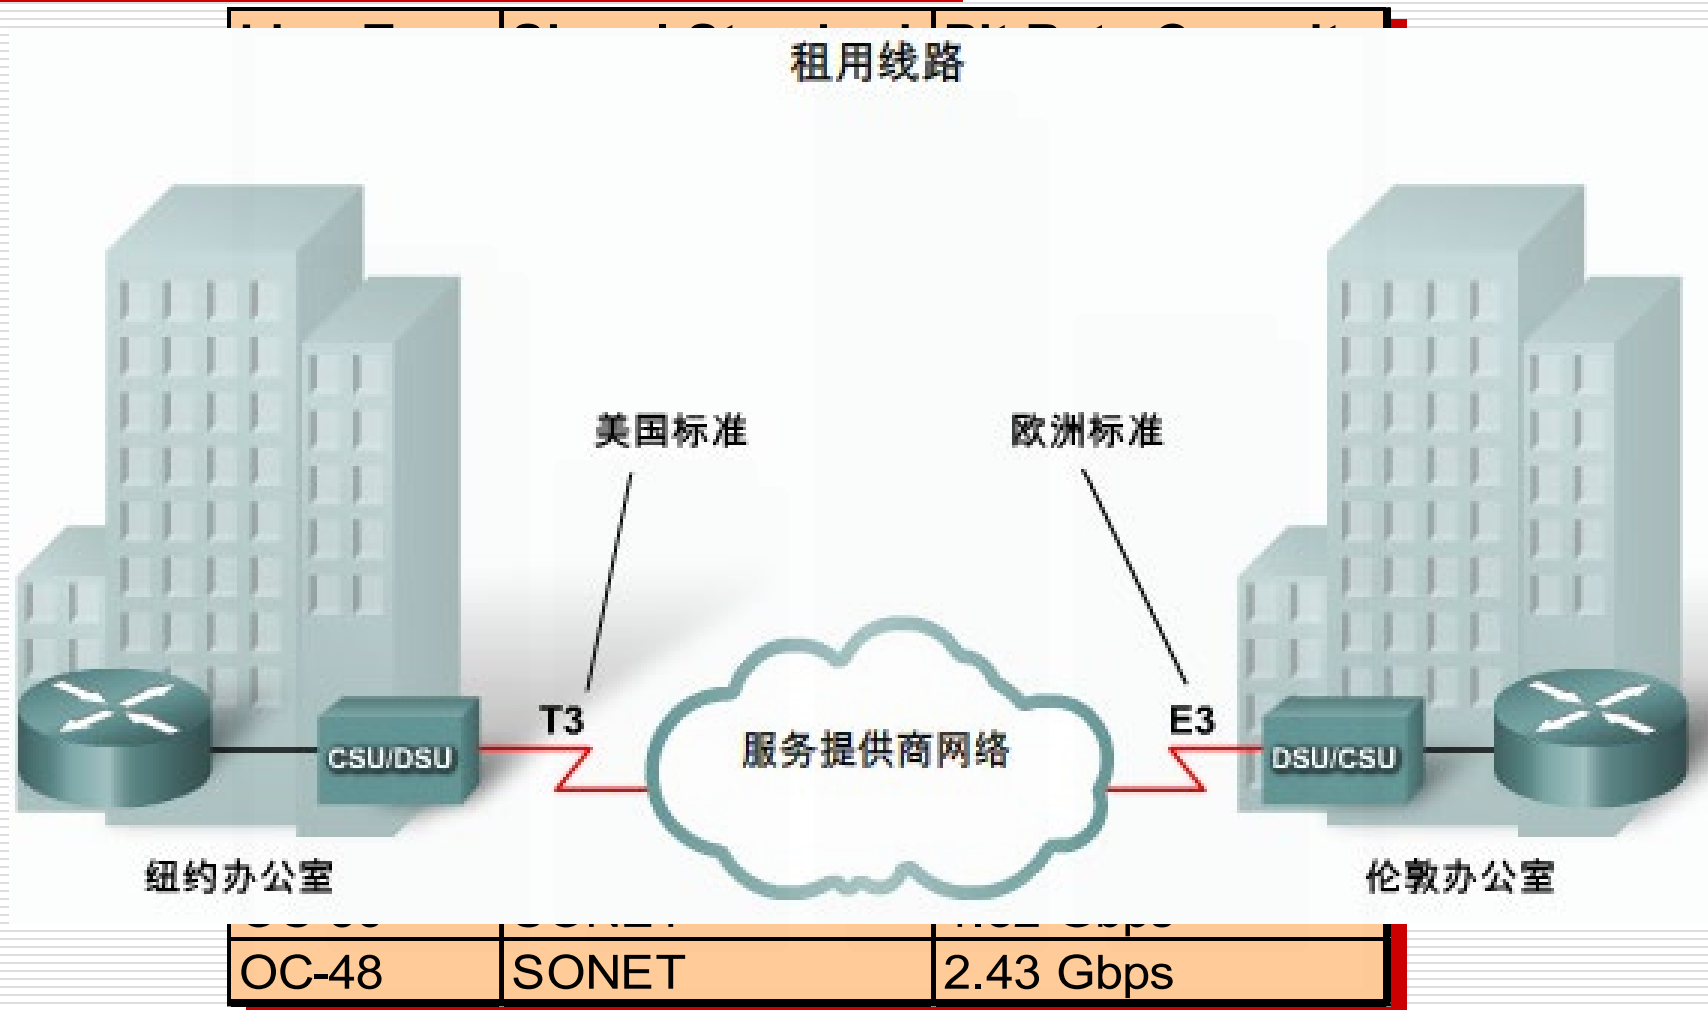 租用线路
美国标准
欧洲标准
T3
E3
CSU/DSU
服务提供商网络
DSU/CSU
纽约办公室
伦敦办公室
OC-48 SONET 2.43 Gbps